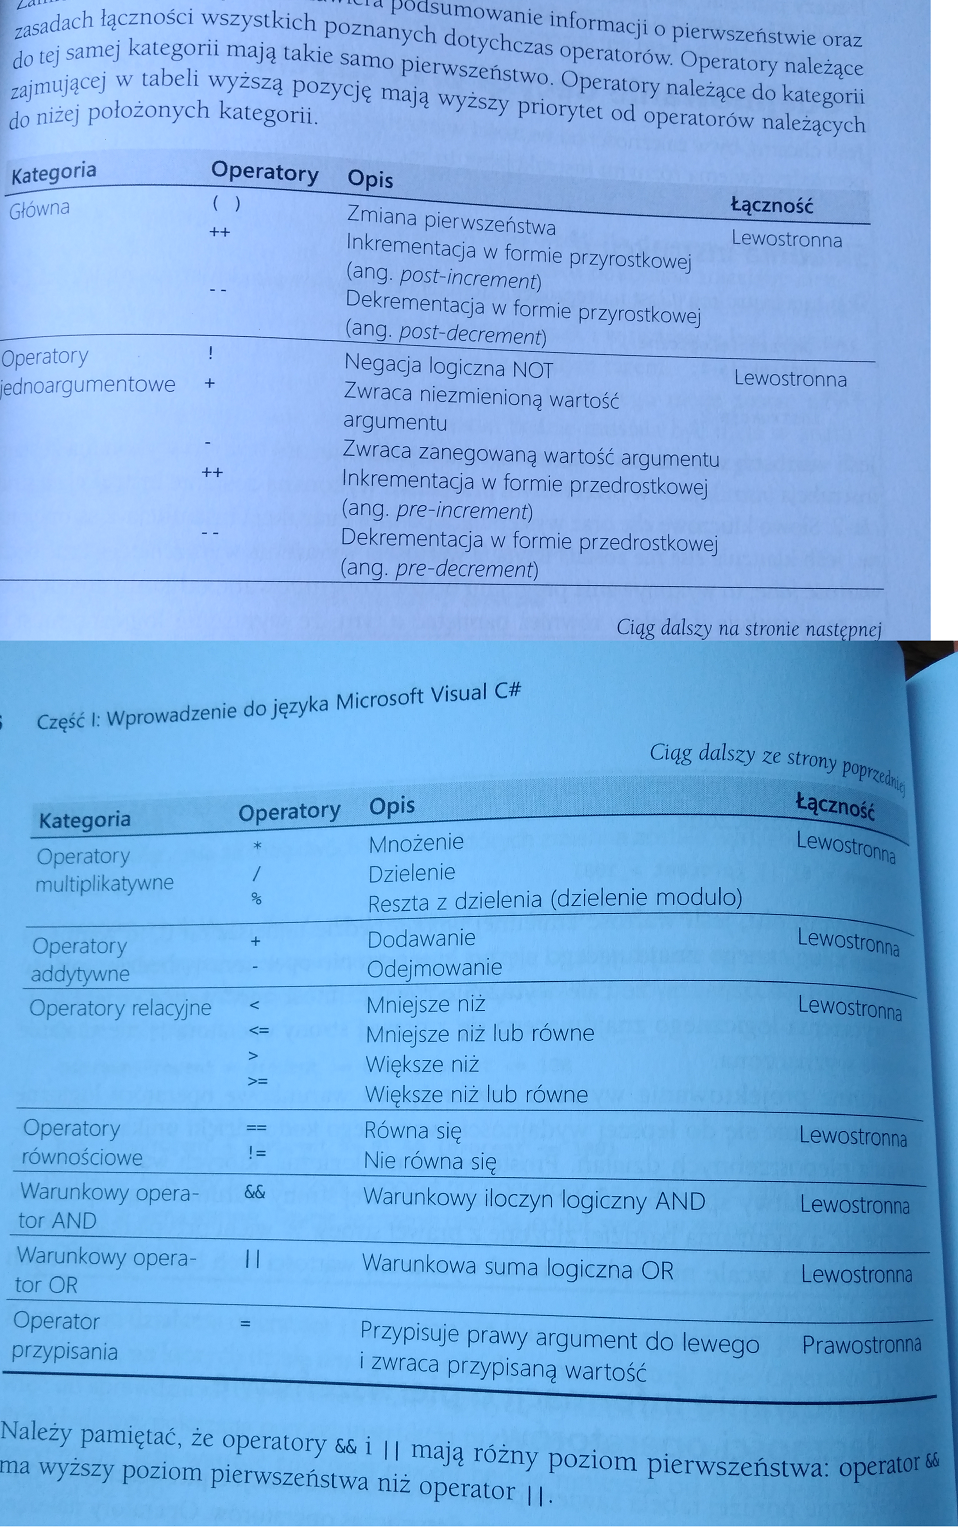 podsumowanie informacji o pierwszeństwie oraz
zasadach łączności wszystkich poznanych dotychczas operatorów. Operatory należące
do tej samej kategorii mają takie samo pierwszeństwo. Operatory należące do kategorii
zajmującej w tabeli wyższą pozycję mają wyższy priorytet od operatorów należących
do niżej położonych kategorii.
Kategoria Operatory Opis Łączność
Główna ( ) Zmiana pierwszeństwa Lewostronna
++ Inkrementacja w formie przyrostkowej
(ang. post-increment)
-- Dekrementacja w formie przyrostkowej
(ang. post-decrement)
Operatory ! Negacja logiczna NOT Lewostronna
jednoargumentowe + Zwraca niezmienioną wartość
argumentu
- Zwraca zanegowaną wartość argumentu
++ Inkrementacja w formie przedrostkowej
(ang. pre-increment)
-- Dekrementacja w formie przedrostkowej
(ang. pre-decrement)
Ciąg dalszy na stronie następnej
Część I: Wprowadzenie do języka Microsoft Visual C#
Ciąg dalszy ze strony poprzedniej
Kategoria Operatory Opis Łączność
Operatory * Mnożenie Lewostronna
multiplikatywne / Dzielenie
% Reszta z dzielenia (dzielenie modulo)
Operatory + Dodawanie Lewostronna
addytywne - Odejmowanie
Operatory relacyjne < Mniejsze niż Lewostronna
<= Mniejsze niż lub równe
> Większe niż
>= Większe niż lub równe
Operatory == Równa się Lewostronna
równościowe != Nie równa się
Warunkowy opera- && Warunkowy iloczyn logiczny AND Lewostronna
tor AND
Warunkowy opera- || Warunkowa suma logiczna OR Lewostronna
tor OR
Operator = Przypisuje prawy argument do lewego Prawostronna
przypisania i zwraca przypisaną wartość
Należy pamiętać, że operatory && i || mają różny poziom pierwszeństwa: operator &&
ma wyższy poziom pierwszeństwa niż operator ||.